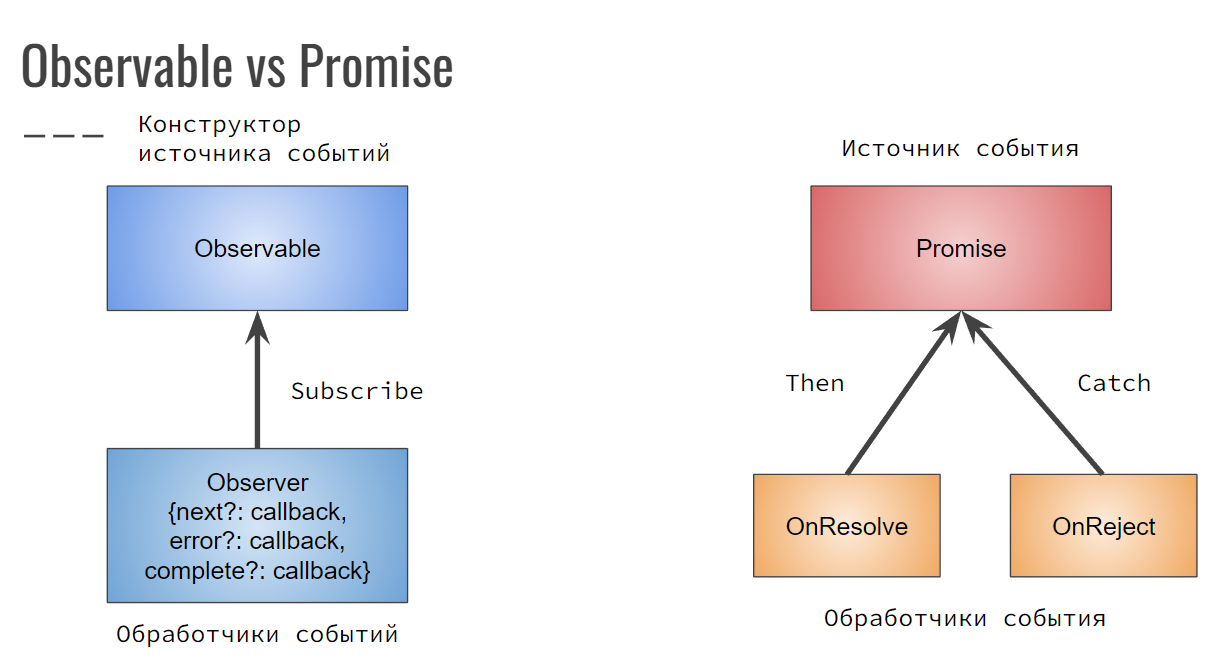 Observable vs Promise
Конструктор
источника событий
Observable
Subscribe
Observer
{next?: callback,
error?: callback,
complete?: callback}
Обработчики событий
Источник события
Promise
Then
Catch
OnResolve
OnReject
Обработчики события